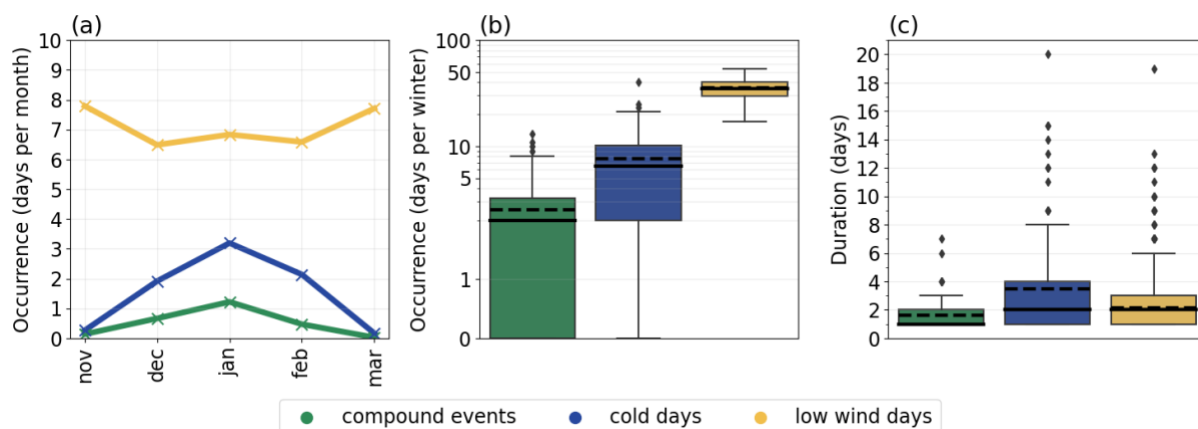 (a)
Occurrence (days per month)
10
9
8
7
6
5
4
3
2
1
0
nov
dec
jan
feb
mar
(b)
Occurrence (days per winter)
100
50
10
5
1
0
(c)
Duration (days)
20
18
16
14
12
10
8
6
4
2
0
compound events cold days low wind days